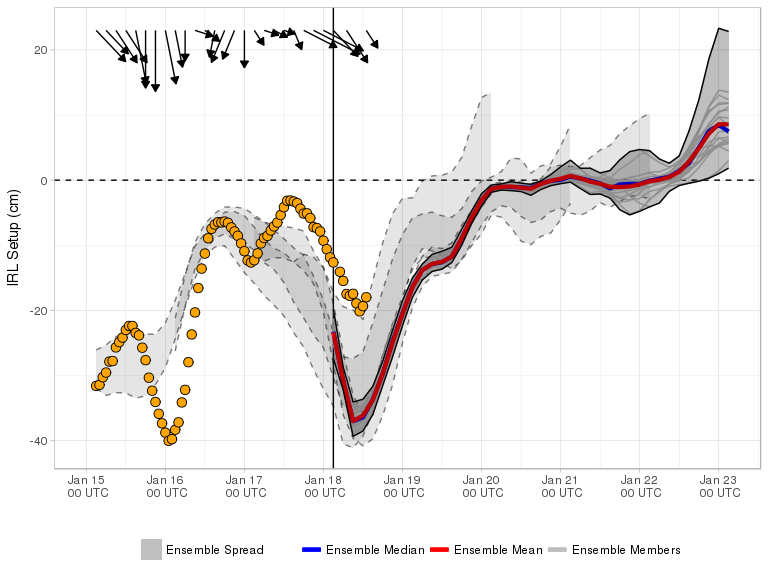 20
0
-20
-40
IRL Setup (cm)
Jan 15 Jan 16 Jan 17 Jan 18 Jan 19 Jan 20 Jan 21 Jan 22 Jan 23
00 UTC 00 UTC 00 UTC 00 UTC 00 UTC 00 UTC 00 UTC 00 UTC 00 UTC
Ensemble Spread Ensemble Median Ensemble Mean Ensemble Members